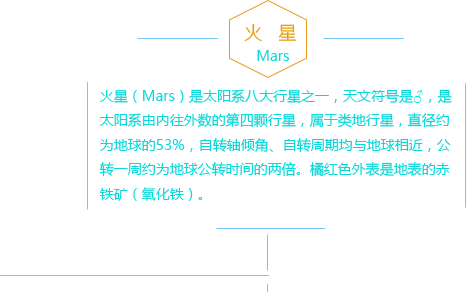 火 星
Mars
火星（Mars）是太阳系八大行星之一，天文符号是♂，是
太阳系由内往外数的第四颗行星，属于类地行星，直径约
为地球的53%，自转轴倾角、自转周期均与地球相近，公
转一周约为地球公转时间的两倍。橘红色外表是地表的赤
铁矿（氧化铁）。